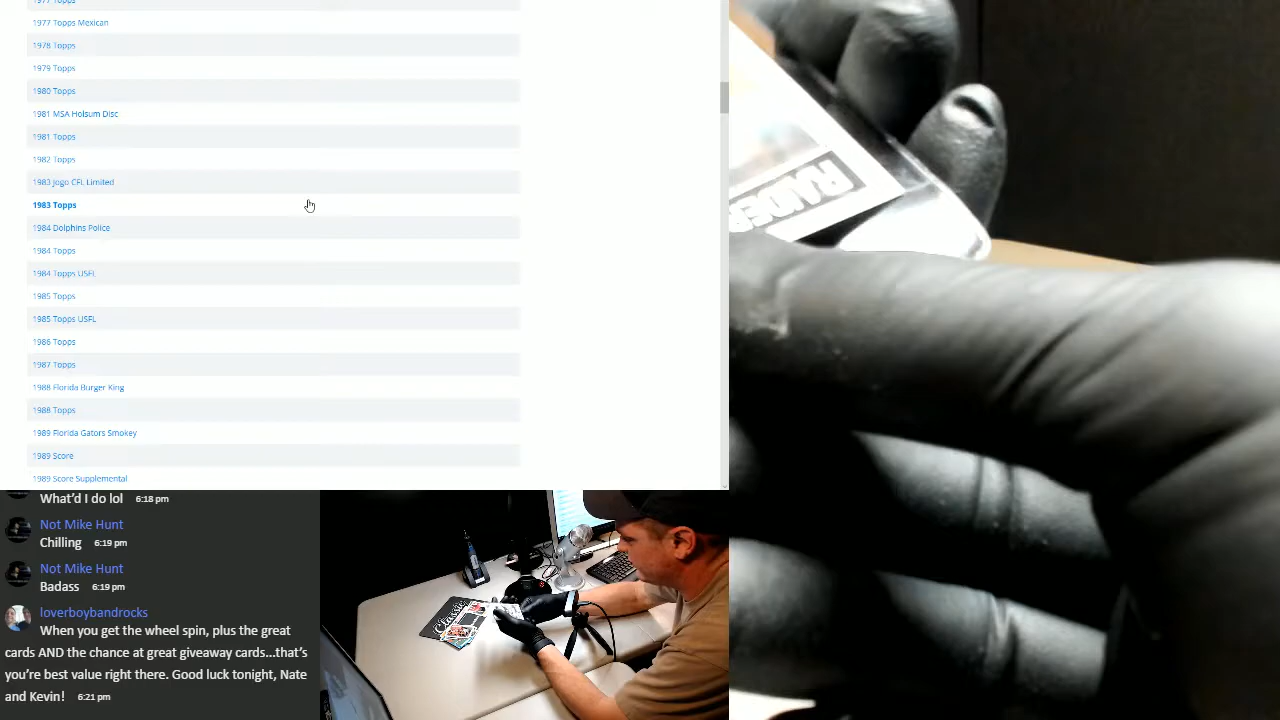 1977 Topps Mexican
1978 Topps
1979 Topps
1980 Topps
1981 MSA Holsum Disc
1981 Topps
1982 Topps
1983 Jogo CFL Limited
1983 Topps
1984 Dolphins Police
1984 Topps
1984 Topps USFL
1985 Topps
1985 Topps USFL
1986 Topps
1987 Topps
1988 Florida Burger King
1988 Topps
1989 Florida Gators Smokey
1989 Score
1989 Score Supplemental
What'd I do lol 6:18 pm
Not Mike Hunt
Chilling 6:19 pm
Not Mike Hunt
Badass 6:19 pm
loverboybandrocks
When you get the wheel spin, plus the great
cards AND the chance at great giveaway cards...that's
you're best value right there. Good luck tonight, Nate
and Kevin! 6:21 pm
Classic